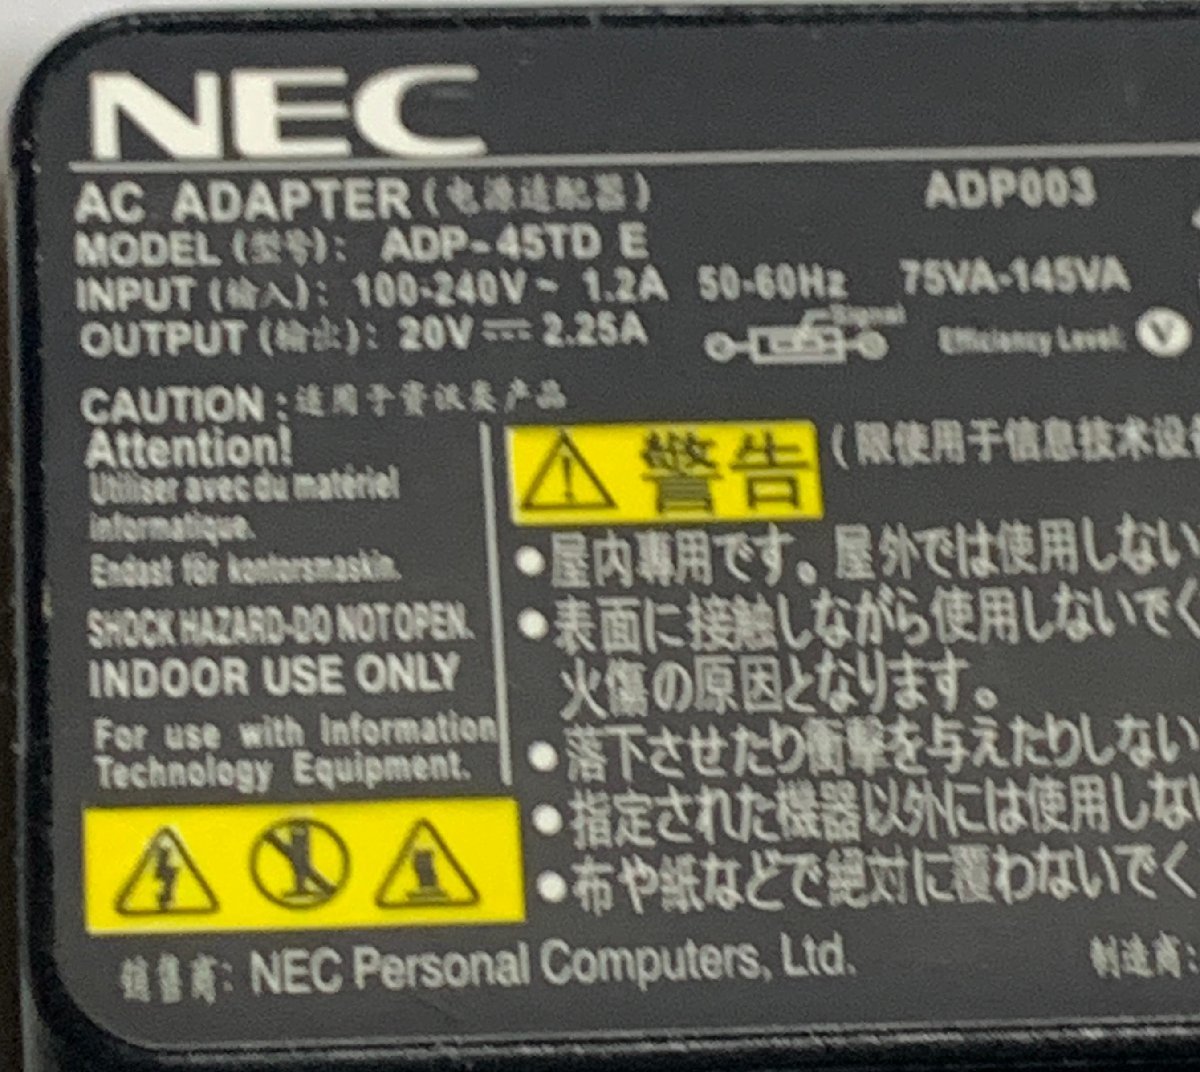 NEC
AC ADAPTER (电源适配器) ADP003
MODEL (型号): ADP-45TD E
INPUT (输入): 100-240V~ 1.2A 50-60Hz 75VA-145VA
OUTPUT (输出): 20V⎓2.25A Signal Efficiency Level: V
CAUTION :适用于资讯类产品
Attention!
Utiliser avec du matériel
informatique.
Endast för kontorsmaskin.
SHOCK HAZARD-DO NOT OPEN.
INDOOR USE ONLY
For use with Information
Technology Equipment.
警告 (限使用于信息技术设
●屋内専用です。屋外では使用しない
●表面に接触しながら使用しないでく
火傷の原因となります。
●落下させたり衝撃を与えたりしない
●指定された機器以外には使用しない
●布や紙などで絶対に覆わないでく
销售商: NEC Personal Computers, Ltd. 制造商: